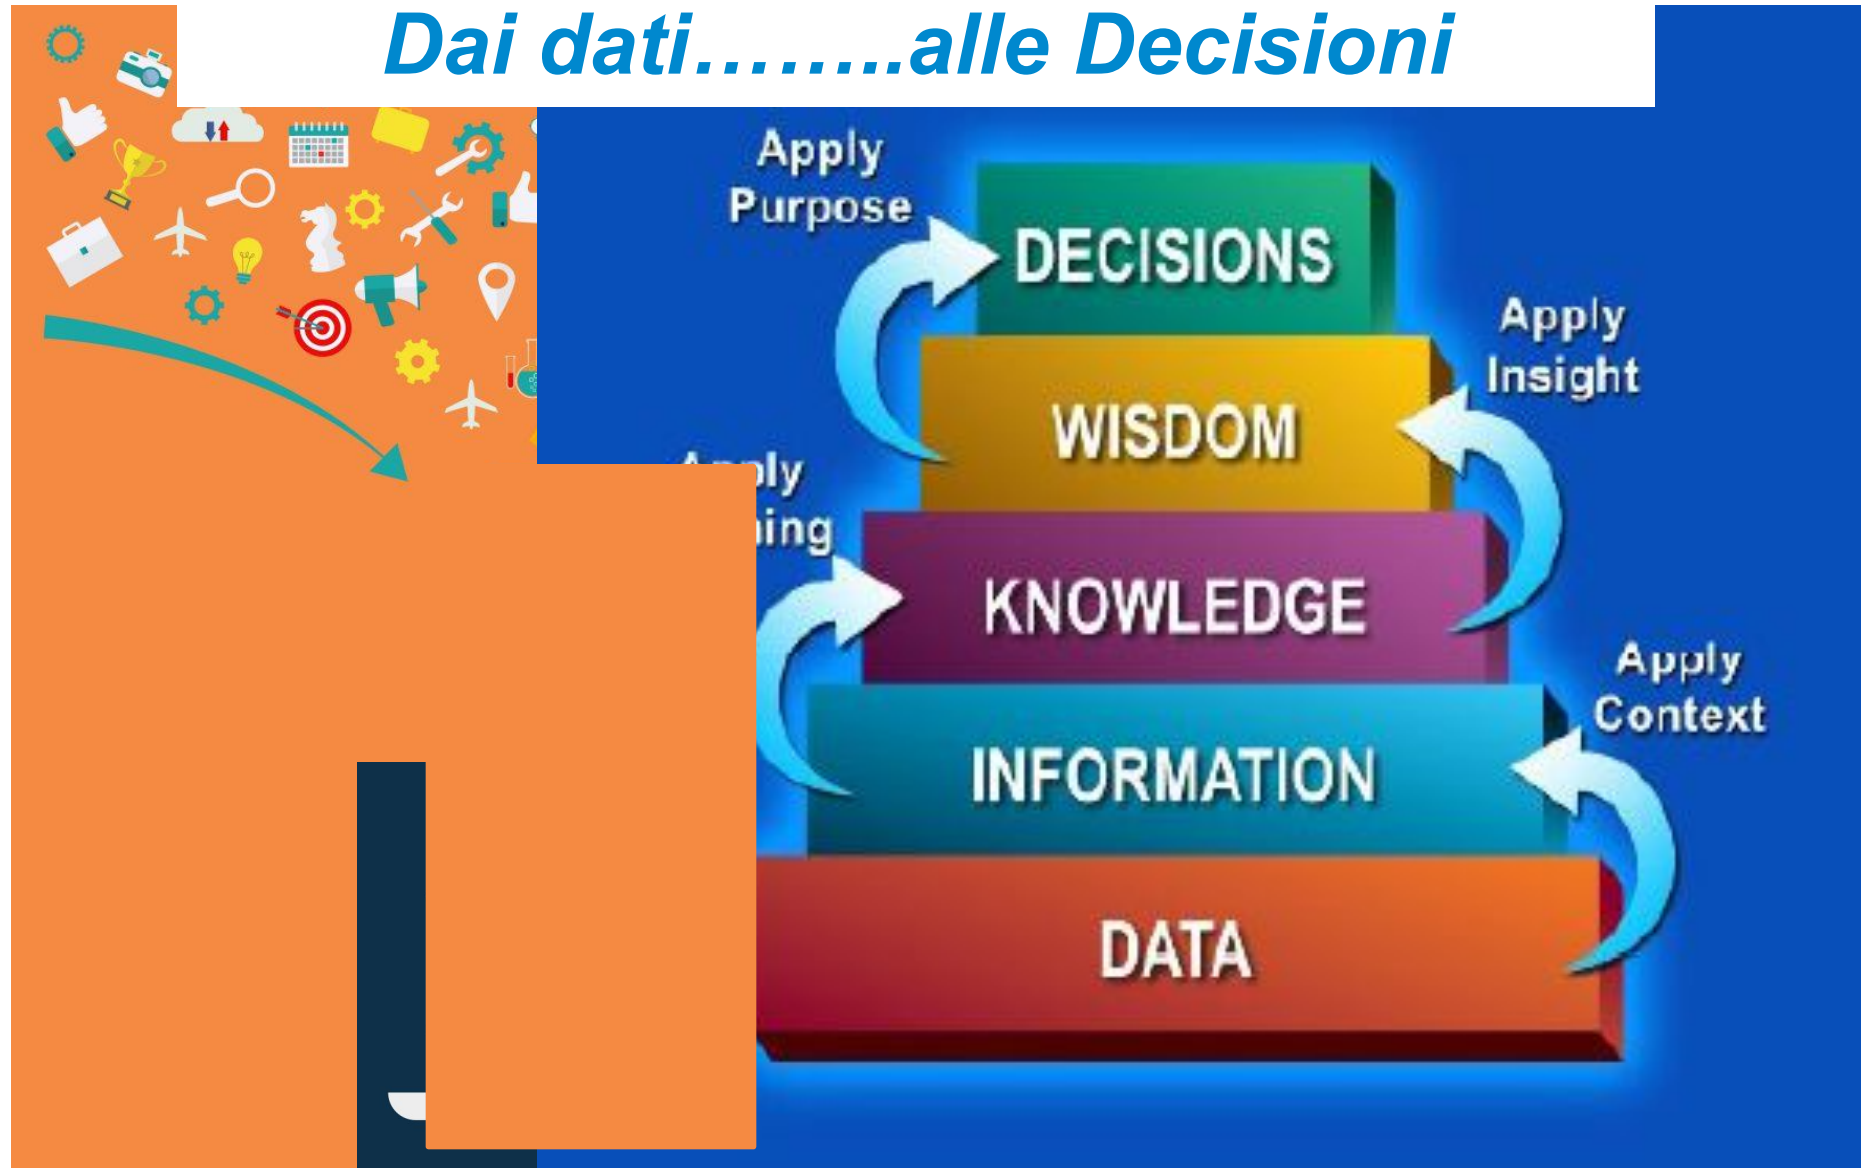 Dai dati……..alle Decisioni
Apply
Purpose
DECISIONS
Apply
Insight
WISDOM
KNOWLEDGE
Apply
Context
INFORMATION
DATA